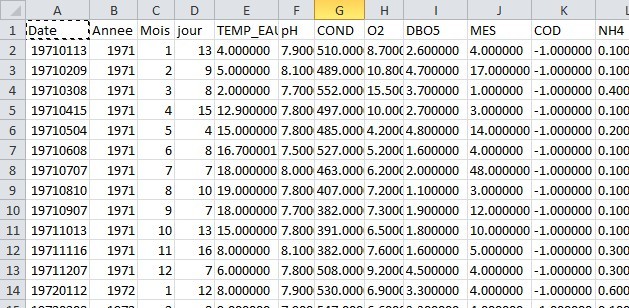 A B C D E F G H I J K L
1 Date Annee Mois jour TEMP_EAU pH COND O2 DBO5 MES COD NH4
2 19710113 1971 1 13 4.000000 7.900 510.000 8.7000 2.600000 4.000000 -1.000000 0.100
3 19710209 1971 2 9 5.000000 8.100 489.000 10.800 4.700000 17.000000 -1.000000 0.100
4 19710308 1971 3 8 2.000000 7.700 552.000 15.500 3.700000 1.000000 -1.000000 0.400
5 19710415 1971 4 15 12.900000 7.800 497.000 10.000 2.700000 3.000000 -1.000000 0.100
6 19710504 1971 5 4 15.000000 7.800 485.000 4.2000 4.800000 14.000000 -1.000000 0.200
7 19710608 1971 6 8 16.700001 7.500 527.000 5.2000 1.600000 4.000000 -1.000000 0.100
8 19710707 1971 7 7 18.000000 8.000 463.000 6.2000 2.000000 48.000000 -1.000000 0.100
9 19710810 1971 8 10 19.000000 7.800 407.000 7.2000 1.100000 3.000000 -1.000000 0.100
10 19710907 1971 9 7 18.000000 7.700 382.000 7.3000 1.900000 12.000000 -1.000000 0.100
11 19711013 1971 10 13 15.000000 7.800 391.000 6.5000 1.800000 10.000000 -1.000000 0.100
12 19711116 1971 11 16 8.000000 8.100 382.000 7.6000 1.600000 5.000000 -1.000000 0.300
13 19711207 1971 12 7 6.000000 7.800 508.000 9.2000 4.500000 4.000000 -1.000000 0.300
14 19720112 1972 1 12 8.000000 7.900 530.000 6.9000 3.300000 4.000000 -1.000000 0.600